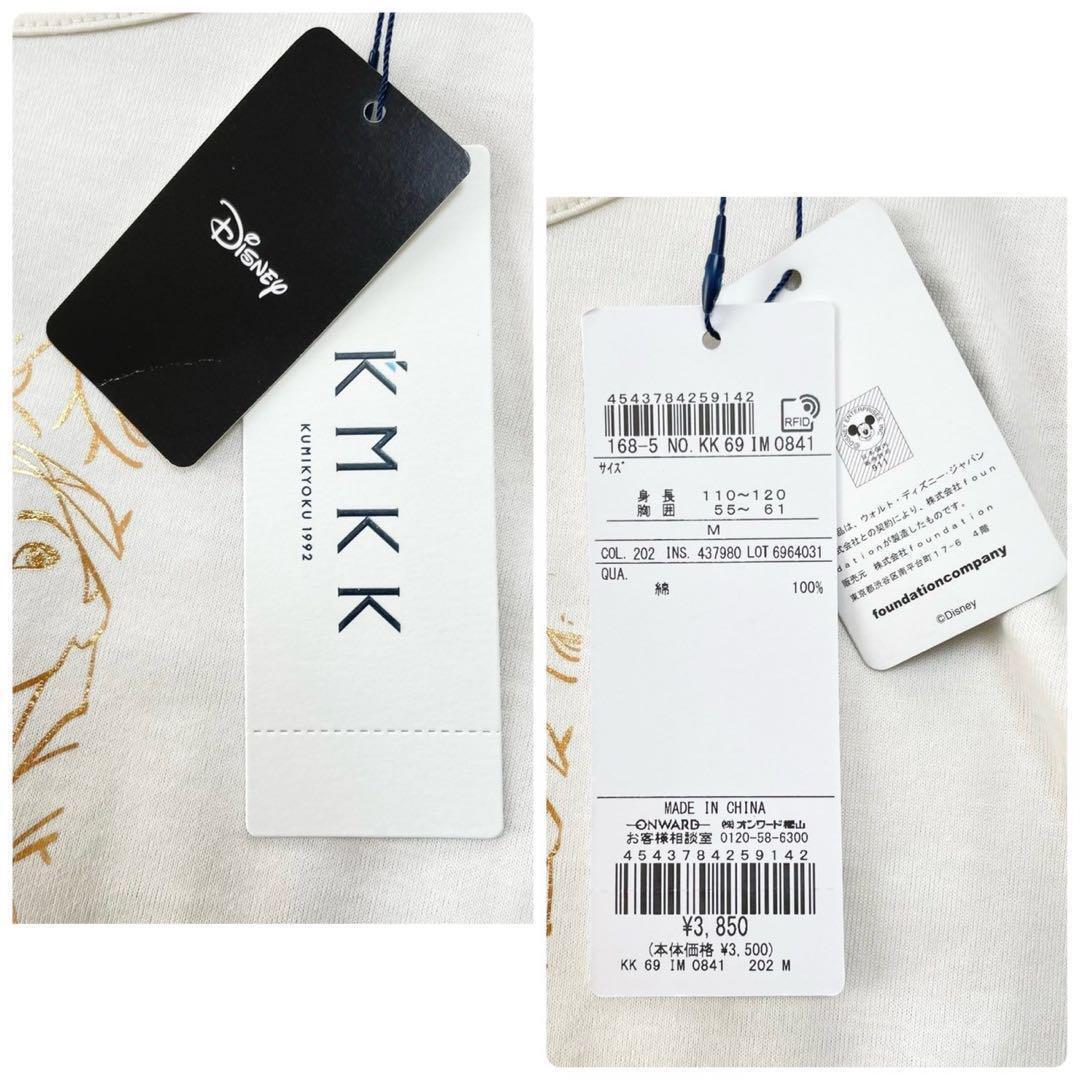 Disney
KMKK
KUMIKYOKU 1992
4543784259142
RFID
168-5 NO. KK 69 IM 0841
サイズ
身長 110～120
胸囲 55～ 61
M
COL. 202 INS. 437980 LOT 6964031
QUA.
綿 100%
MADE IN CHINA
ONWARD ㈱オンワード樫山
お客様相談室 0120-58-6300
4543784259142
¥3,850
(本体価格 ¥3,500)
KK 69 IM 0841 202 M
ENTERPRISES
911
品は、ウォルト・ディズニー・ジャパン
式会社との契約により、株式会社foun
dationが製造したものです。
販売元 株式会社foundation
東京都渋谷区南平台町17-6 4階
foundationcompany
©Disney